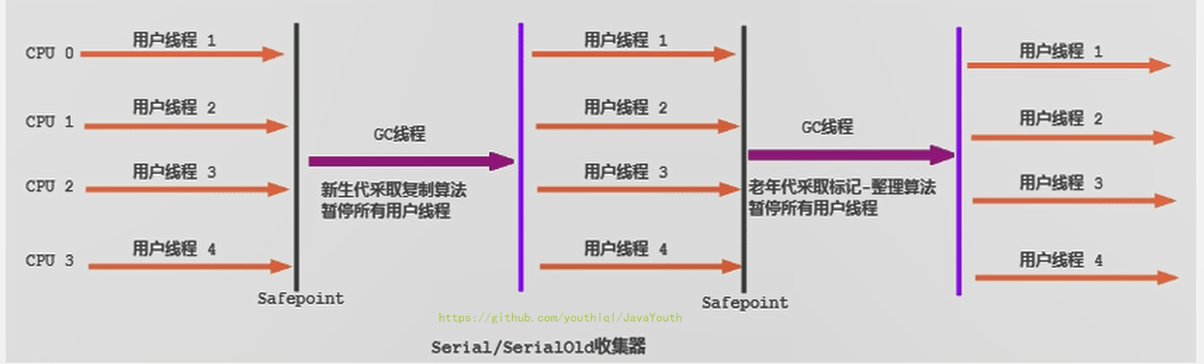 CPU 0
用户线程 1
用户线程 1
用户线程 1
CPU 1
用户线程 2
GC线程
用户线程 2
GC线程
用户线程 2
CPU 2
用户线程 3
新生代采取复制算法
暂停所有用户线程
用户线程 3
老年代采取标记-整理算法
暂停所有用户线程
用户线程 3
CPU 3
用户线程 4
用户线程 4
用户线程 4
Safepoint
Safepoint
https://github.com/youthlql/JavaYouth
Serial/SerialOld收集器